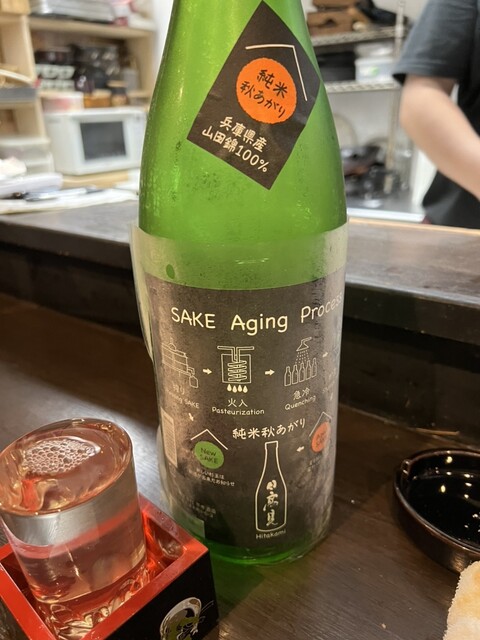 純米
秋あがり
兵庫県産
山田錦100%
SAKE Aging Process
SAKE
火入
Pasteurization
急冷
Quenching
純米秋あがり
New
SAKE
日高見
Hitakami